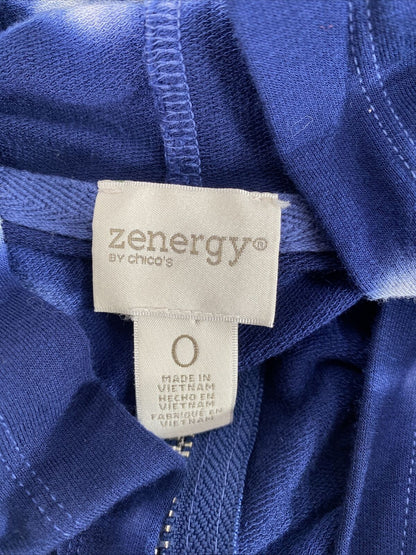 zenergy®
BY chico's
0
MADE IN
VIETNAM
HECHO EN
VIETNAM
FABRIQUÉ EN
VIETNAM